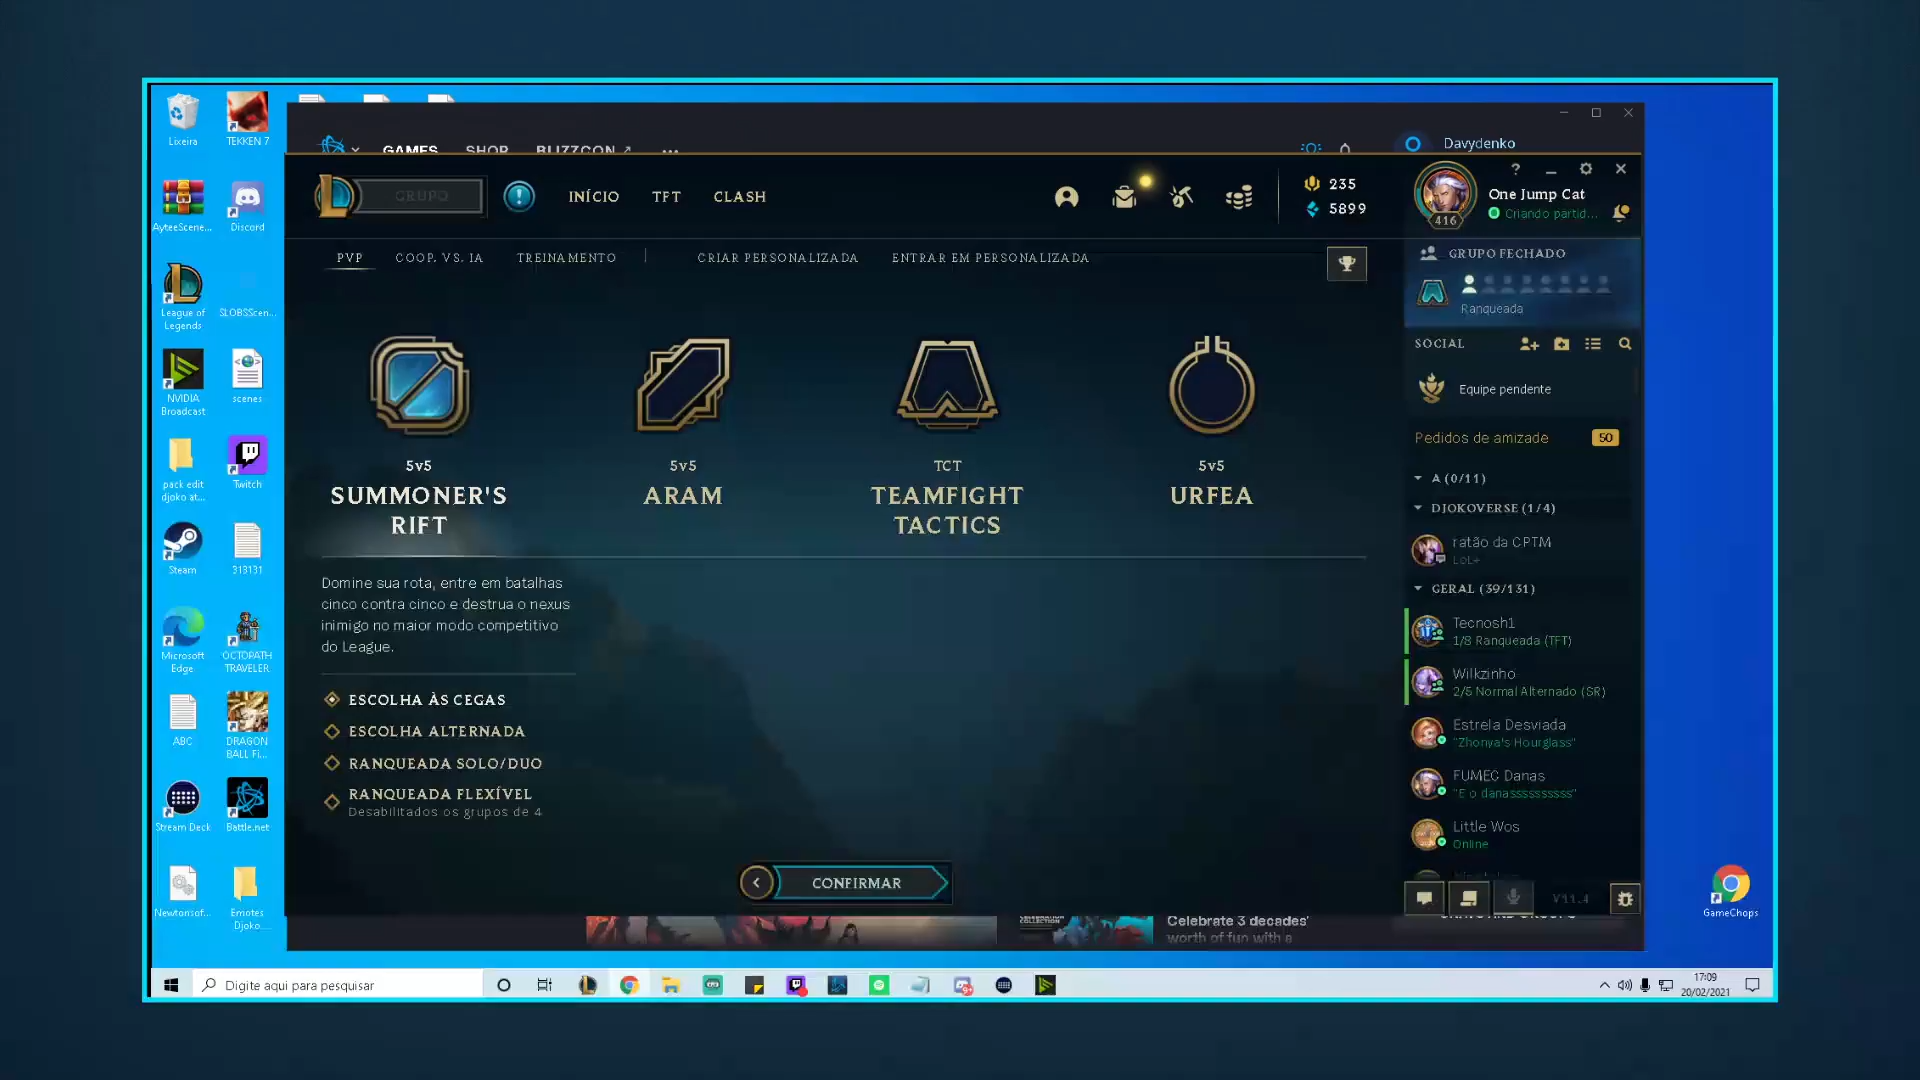 Lixeira
TEKKEN 7
AyteeScene...
Discord
League of
Legends
SLOBSScen...
NVIDIA
Broadcast
scenes
pack edit
djoko at...
Twitch
Steam
313131
Microsoft
Edge
OCTOPATH
TRAVELER
ABC
DRAGON
BALL Fi...
Stream Deck
Battle.net
Newtonsof...
Emotes
Djoko...
GameChops
GAMES
SHOP
BLIZZCON
Davydenko
GRUPO
INÍCIO
TFT
CLASH
235
5899
416
One Jump Cat
Criando partid...
PVP
COOP. VS. IA
TREINAMENTO
CRIAR PERSONALIZADA
ENTRAR EM PERSONALIZADA
5v5
SUMMONER'S
RIFT
5v5
ARAM
TCT
TEAMFIGHT
TACTICS
5v5
URFEA
Domine sua rota, entre em batalhas
cinco contra cinco e destrua o nexus
inimigo no maior modo competitivo
do League.
ESCOLHA ÀS CEGAS
ESCOLHA ALTERNADA
RANQUEADA SOLO/DUO
RANQUEADA FLEXÍVEL
Desabilitados os grupos de 4
CONFIRMAR
GRUPO FECHADO
Ranqueada
SOCIAL
Equipe pendente
Pedidos de amizade
50
A (0/11)
DJOKOVERSE (1/4)
ratão da CPTM
LoL+
GERAL (39/131)
Tecnosh1
1/8 Ranqueada (TFT)
Wilkzinho
2/5 Normal Alternado (SR)
Estrela Desviada
"Zhonya's Hourglass"
FUMEC Danas
"E o danassssssssss"
Little Wos
Online
V11.4
Celebrate 3 decades'
worth of fun with a
Digite aqui para pesquisar
17:09
20/02/2021